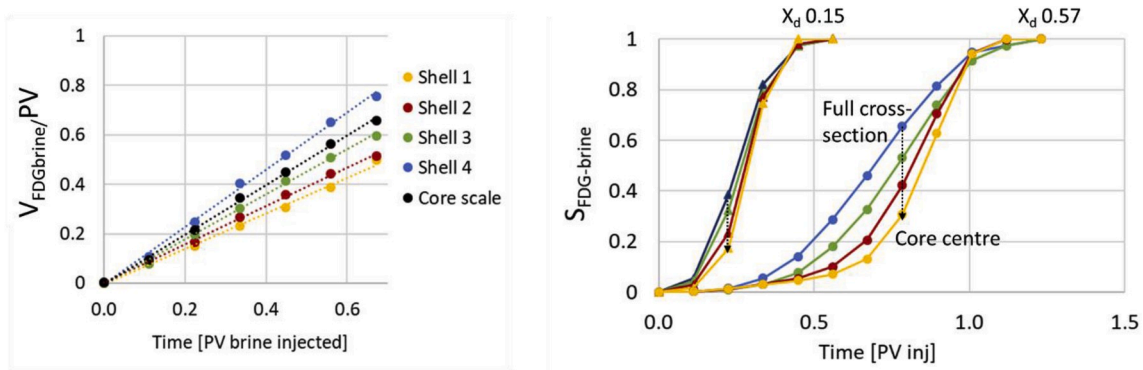 V_FDGbrine/PV
1
0.8
0.6
0.4
0.2
0
0.0 0.2 0.4 0.6
Time [PV brine injected]
Shell 1
Shell 2
Shell 3
Shell 4
Core scale
X_d 0.15 X_d 0.57
S_FDG-brine
1
0.8
0.6
0.4
0.2
0
Full cross-
section
Core centre
0.0 0.5 1.0 1.5
Time [PV inj]